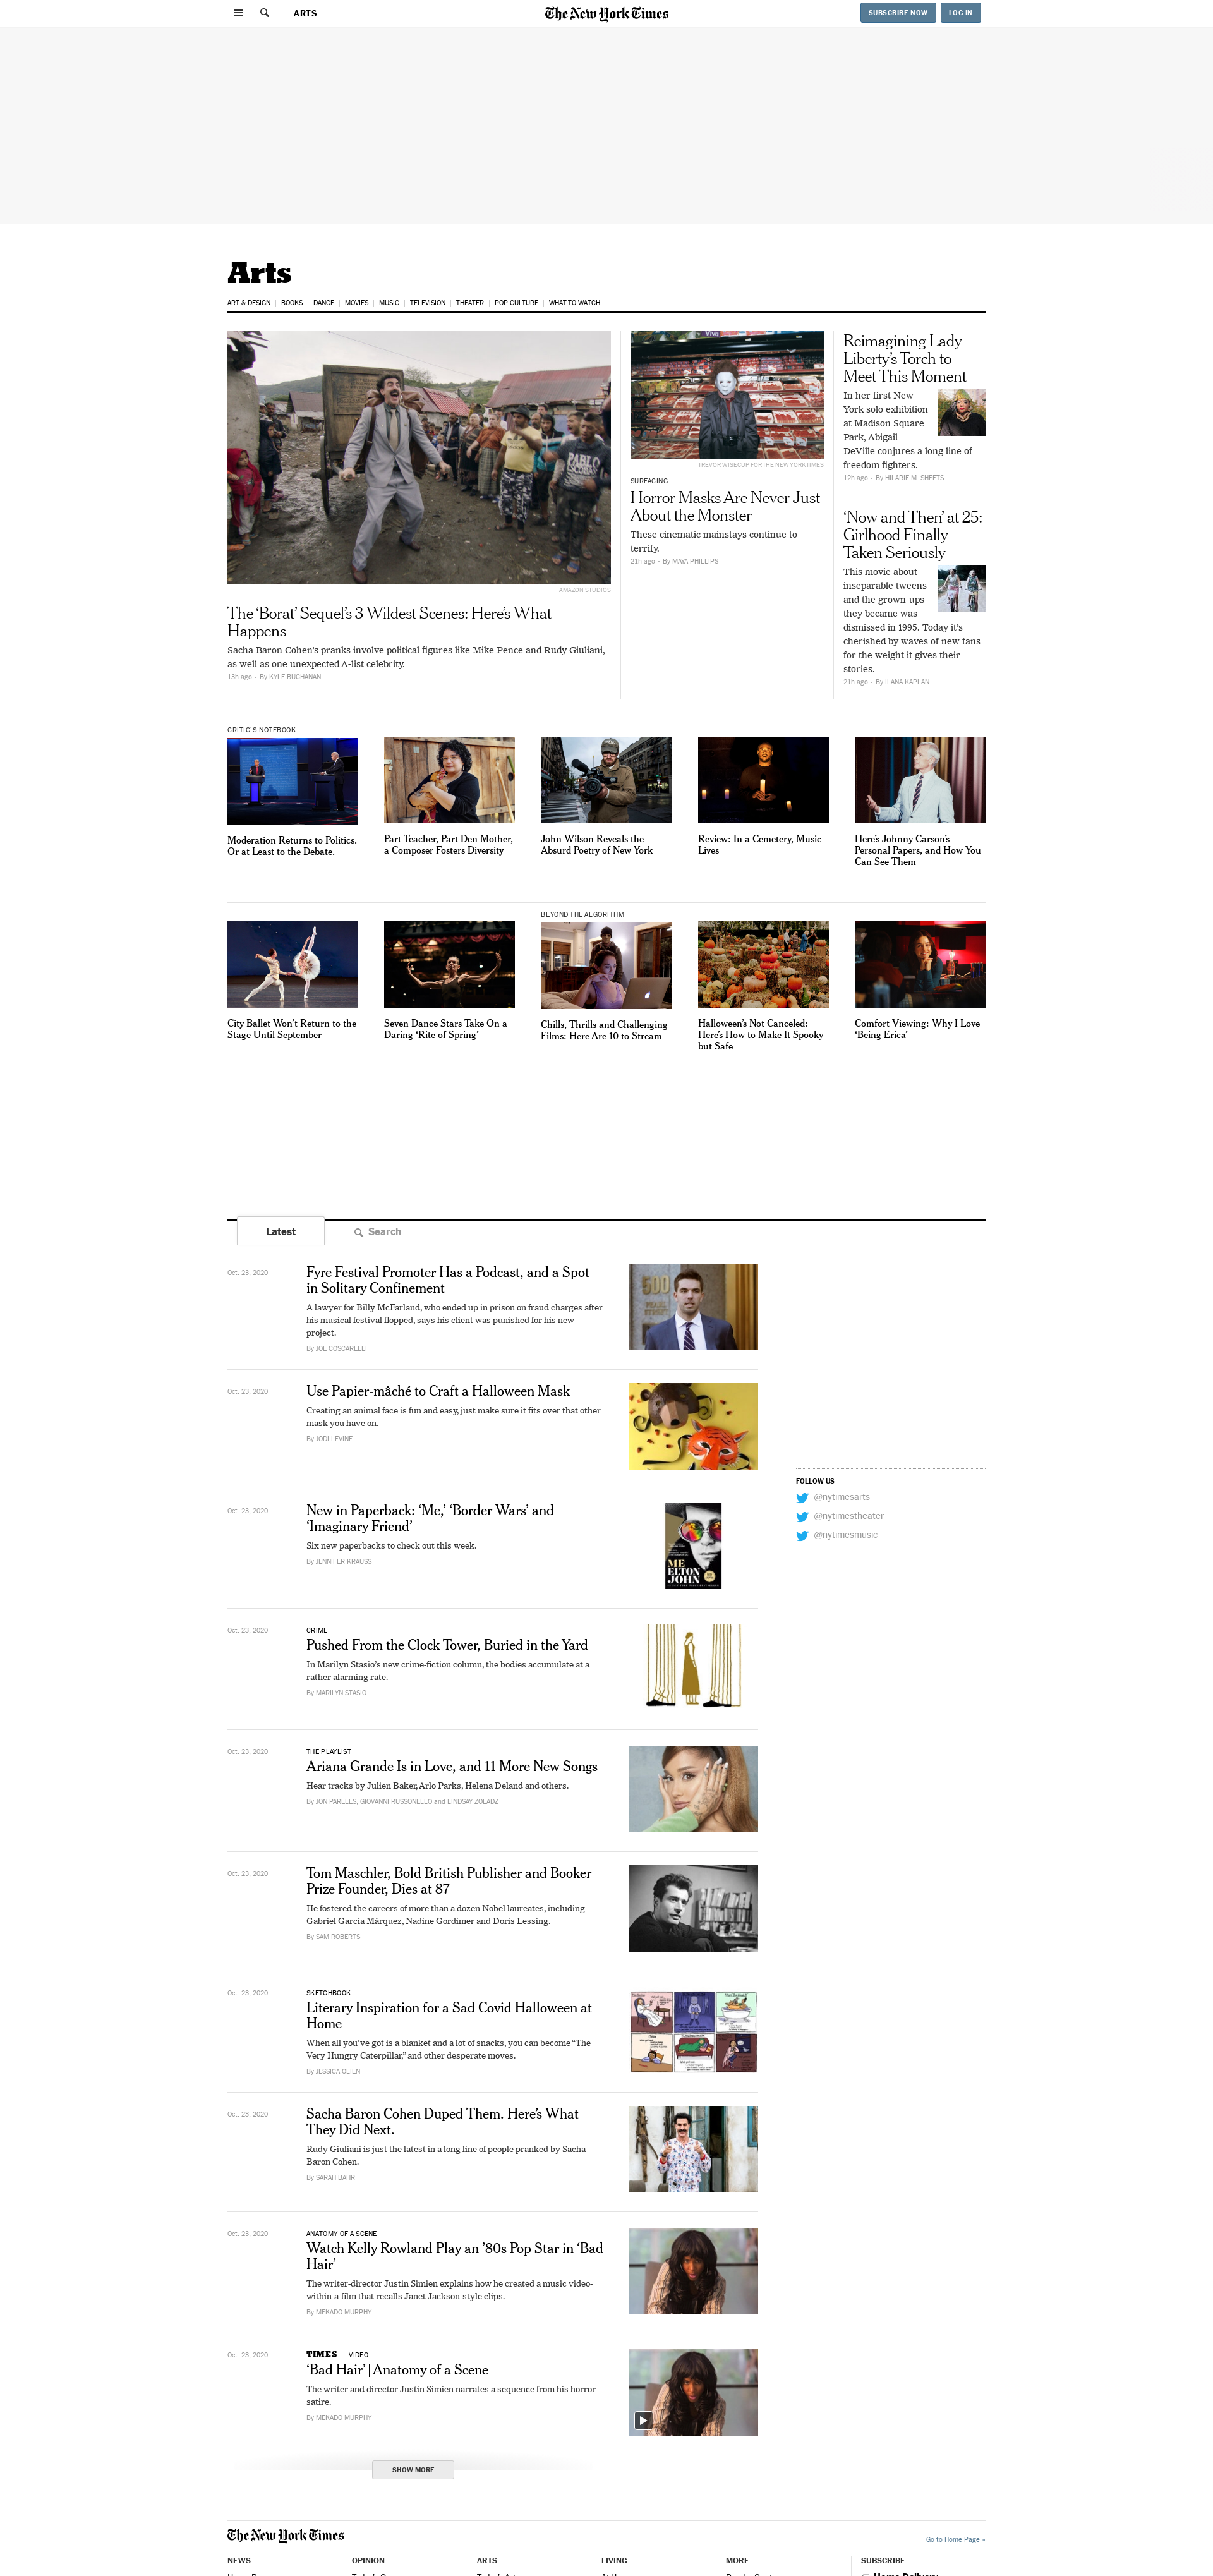 ARTS
The New York Times
SUBSCRIBE NOW
LOG IN
Arts
ART & DESIGN | BOOKS | DANCE | MOVIES | MUSIC | TELEVISION | THEATER | POP CULTURE | WHAT TO WATCH
AMAZON STUDIOS
The ‘Borat’ Sequel’s 3 Wildest Scenes: Here’s What
Happens
Sacha Baron Cohen's pranks involve political figures like Mike Pence and Rudy Giuliani,
as well as one unexpected A-list celebrity.
13h ago • By KYLE BUCHANAN
TREVOR WISECUP FOR THE NEW YORK TIMES
SURFACING
Horror Masks Are Never Just
About the Monster
These cinematic mainstays continue to
terrify.
21h ago • By MAYA PHILLIPS
Reimagining Lady
Liberty’s Torch to
Meet This Moment
In her first New
York solo exhibition
at Madison Square
Park, Abigail
DeVille conjures a long line of
freedom fighters.
12h ago • By HILARIE M. SHEETS
‘Now and Then’ at 25:
Girlhood Finally
Taken Seriously
This movie about
inseparable tweens
and the grown-ups
they became was
dismissed in 1995. Today it’s
cherished by waves of new fans
for the weight it gives their
stories.
21h ago • By ILANA KAPLAN
CRITIC’S NOTEBOOK
Moderation Returns to Politics.
Or at Least to the Debate.
Part Teacher, Part Den Mother,
a Composer Fosters Diversity
John Wilson Reveals the
Absurd Poetry of New York
Review: In a Cemetery, Music
Lives
Here’s Johnny Carson’s
Personal Papers, and How You
Can See Them
City Ballet Won’t Return to the
Stage Until September
Seven Dance Stars Take On a
Daring ‘Rite of Spring’
BEYOND THE ALGORITHM
Chills, Thrills and Challenging
Films: Here Are 10 to Stream
Halloween’s Not Canceled:
Here’s How to Make It Spooky
but Safe
Comfort Viewing: Why I Love
‘Being Erica’
Latest
Search
Oct. 23, 2020
Fyre Festival Promoter Has a Podcast, and a Spot
in Solitary Confinement
A lawyer for Billy McFarland, who ended up in prison on fraud charges after
his musical festival flopped, says his client was punished for his new
project.
By JOE COSCARELLI
Oct. 23, 2020
Use Papier-mâché to Craft a Halloween Mask
Creating an animal face is fun and easy, just make sure it fits over that other
mask you have on.
By JODI LEVINE
FOLLOW US
@nytimesarts
@nytimestheater
@nytimesmusic
Oct. 23, 2020
New in Paperback: ‘Me,’ ‘Border Wars’ and
‘Imaginary Friend’
Six new paperbacks to check out this week.
By JENNIFER KRAUSS
ME
ELTON
JOHN
Oct. 23, 2020
CRIME
Pushed From the Clock Tower, Buried in the Yard
In Marilyn Stasio’s new crime-fiction column, the bodies accumulate at a
rather alarming rate.
By MARILYN STASIO
Oct. 23, 2020
THE PLAYLIST
Ariana Grande Is in Love, and 11 More New Songs
Hear tracks by Julien Baker, Arlo Parks, Helena Deland and others.
By JON PARELES, GIOVANNI RUSSONELLO and LINDSAY ZOLADZ
Oct. 23, 2020
Tom Maschler, Bold British Publisher and Booker
Prize Founder, Dies at 87
He fostered the careers of more than a dozen Nobel laureates, including
Gabriel García Márquez, Nadine Gordimer and Doris Lessing.
By SAM ROBERTS
Oct. 23, 2020
SKETCHBOOK
Literary Inspiration for a Sad Covid Halloween at
Home
When all you’ve got is a blanket and a lot of snacks, you can become “The
Very Hungry Caterpillar,” and other desperate moves.
By JESSICA OLIEN
Oct. 23, 2020
Sacha Baron Cohen Duped Them. Here’s What
They Did Next.
Rudy Giuliani is just the latest in a long line of people pranked by Sacha
Baron Cohen.
By SARAH BAHR
Oct. 23, 2020
ANATOMY OF A SCENE
Watch Kelly Rowland Play an ’80s Pop Star in ‘Bad
Hair’
The writer-director Justin Simien explains how he created a music video-
within-a-film that recalls Janet Jackson-style clips.
By MEKADO MURPHY
Oct. 23, 2020
TIMES | VIDEO
‘Bad Hair’ | Anatomy of a Scene
The writer and director Justin Simien narrates a sequence from his horror
satire.
By MEKADO MURPHY
SHOW MORE
The New York Times
Go to Home Page »
NEWS
OPINION
ARTS
LIVING
MORE
SUBSCRIBE